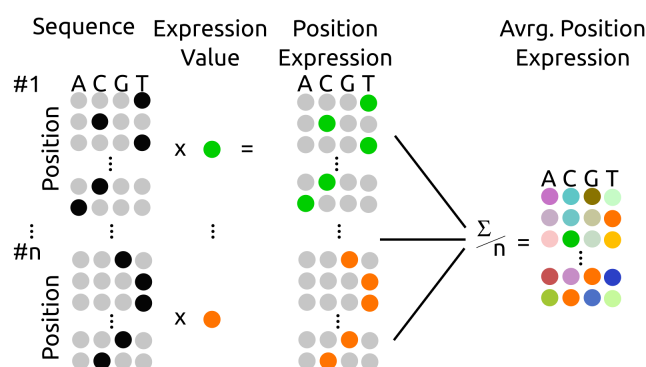 Sequence
Expression
Value
Position
Expression
Avrg. Position
Expression
#1
A C G T
Position
x
=
A C G T
#n
Position
x
Σ
/n
=
A C G T